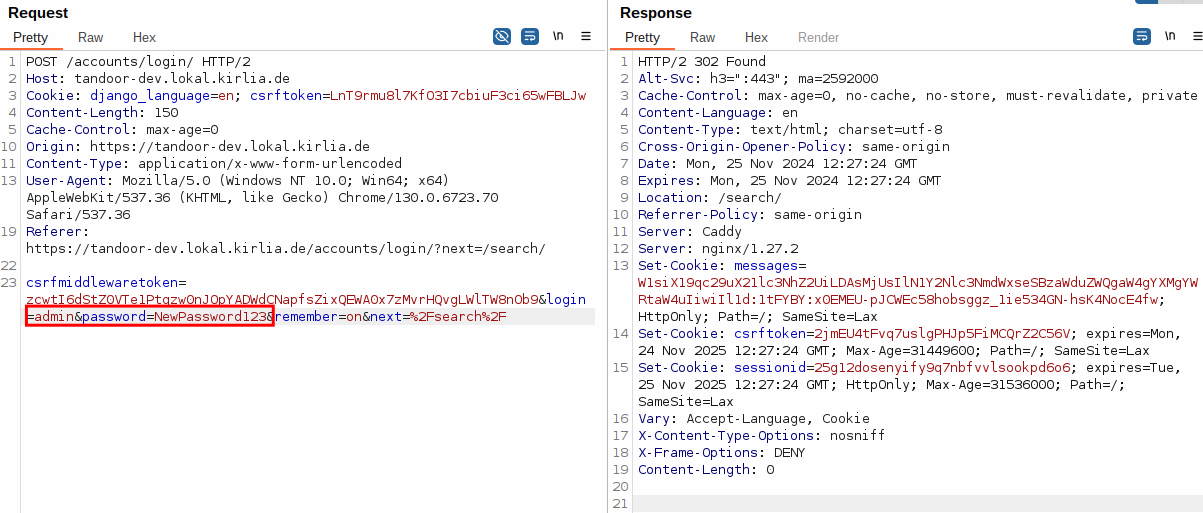 Request
Pretty Raw Hex \n
1 POST /accounts/login/ HTTP/2
2 Host: tandoor-dev.lokal.kirlia.de
3 Cookie: django_language=en; csrftoken=LnT9rmu8l7KfO3I7cbiuF3ci65wFBLJw
4 Content-Length: 150
5 Cache-Control: max-age=0
10 Origin: https://tandoor-dev.lokal.kirlia.de
11 Content-Type: application/x-www-form-urlencoded
13 User-Agent: Mozilla/5.0 (Windows NT 10.0; Win64; x64)
AppleWebKit/537.36 (KHTML, like Gecko) Chrome/130.0.6723.70
Safari/537.36
19 Referer:
https://tandoor-dev.lokal.kirlia.de/accounts/login/?next=/search/
22
23 csrfmiddlewaretoken=
zcwtI6dStZ0VTe1PtqzwOnJOpYADWdCNapfsZixQEWA0x7zMvrHQvgLWlTW8nOb9&login
=admin&password=NewPassword123&remember=on&next=%2Fsearch%2F
Response
Pretty Raw Hex Render \n
1 HTTP/2 302 Found
2 Alt-Svc: h3=":443"; ma=2592000
3 Cache-Control: max-age=0, no-cache, no-store, must-revalidate, private
4 Content-Language: en
5 Content-Type: text/html; charset=utf-8
6 Cross-Origin-Opener-Policy: same-origin
7 Date: Mon, 25 Nov 2024 12:27:24 GMT
8 Expires: Mon, 25 Nov 2024 12:27:24 GMT
9 Location: /search/
10 Referrer-Policy: same-origin
11 Server: Caddy
12 Server: nginx/1.27.2
13 Set-Cookie: messages=
W1siX19qc29uX21lc3NhZ2UiLDAsMjUsIlN1Y2Nlc3NmdWxseSBzaWduZWQgaW4gYXMgYW
RtaW4uIiwiIl1d:1tFYBY:xOEMEU-pJCWEc58hobsggz_1ie534GN-hsK4NocE4fw;
HttpOnly; Path=/; SameSite=Lax
14 Set-Cookie: csrftoken=2jmEU4tFvq7uslgPHJp5FiMCQrZ2C56V; expires=Mon,
24 Nov 2025 12:27:24 GMT; Max-Age=31449600; Path=/; SameSite=Lax
15 Set-Cookie: sessionid=25g12dosenyify9q7nbfvvlsookpd6o6; expires=Tue,
25 Nov 2025 12:27:24 GMT; HttpOnly; Max-Age=31536000; Path=/;
SameSite=Lax
16 Vary: Accept-Language, Cookie
17 X-Content-Type-Options: nosniff
18 X-Frame-Options: DENY
19 Content-Length: 0
20
21